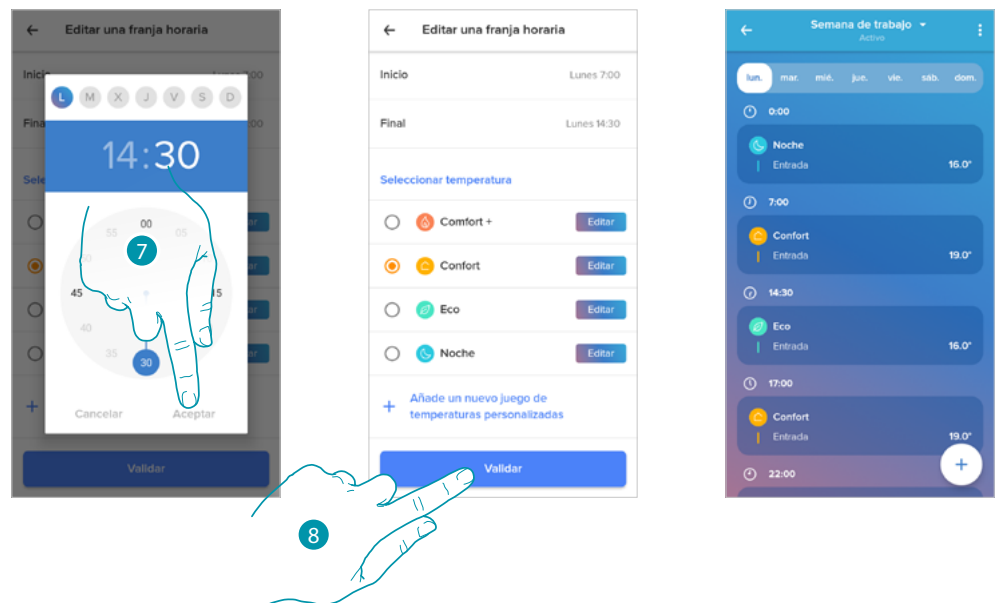 Editar una franja horaria
Inicio
Lunes 7:00
L M X J V S D
Final
14:30
00
55
05
45
15
40
35
30
Cancelar
Aceptar
Validar
7
Editar una franja horaria
Inicio
Lunes 7:00
Final
Lunes 14:30
Seleccionar temperatura
Comfort +
Editar
Confort
Editar
Eco
Editar
Noche
Editar
Añade un nuevo juego de
temperaturas personalizadas
Validar
8
Semana de trabajo
Activo
lun. mar. mié. jue. vie. sáb. dom.
0:00
Noche
Entrada
16.0°
7:00
Confort
Entrada
19.0°
14:30
Eco
Entrada
16.0°
17:00
Confort
Entrada
19.0°
22:00